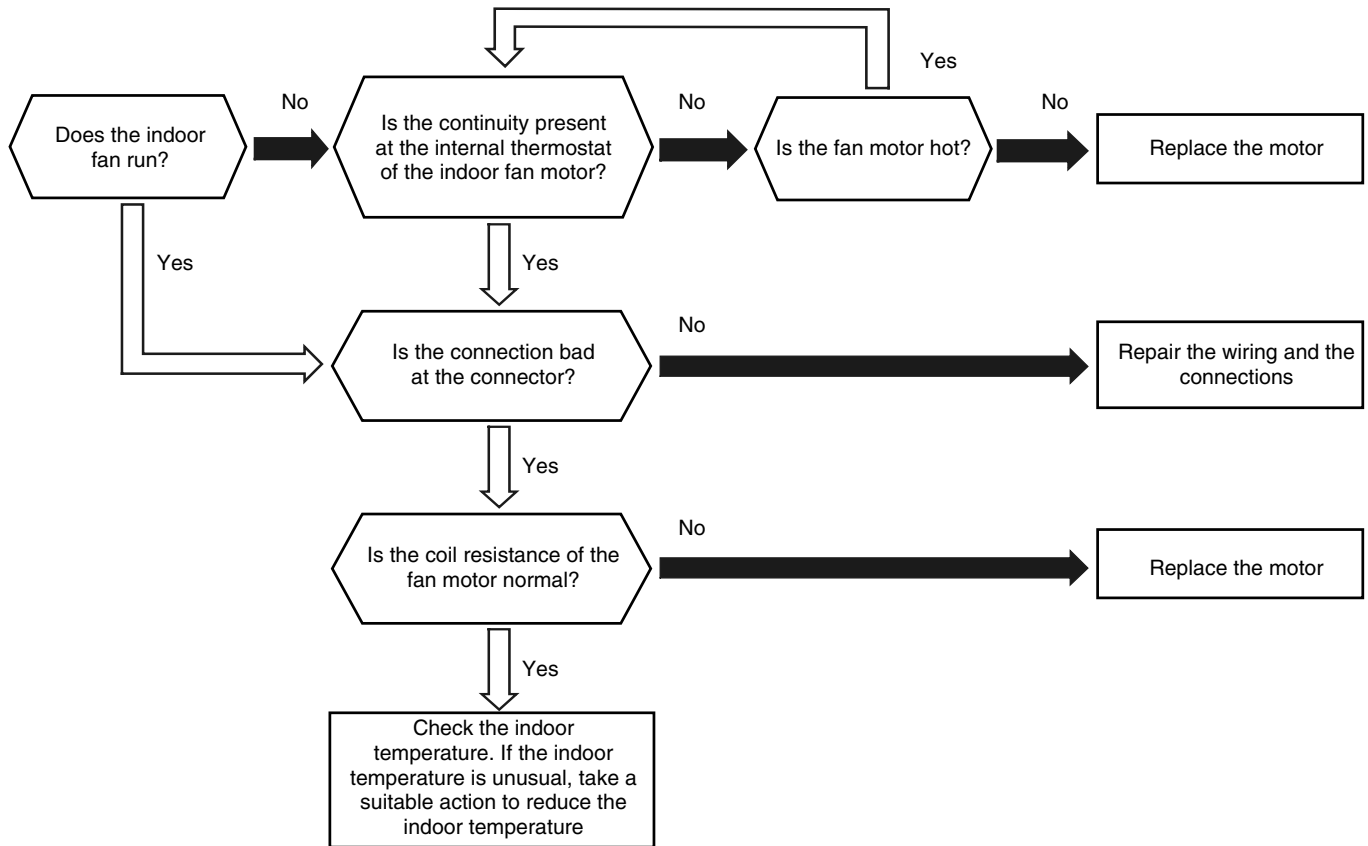 Yes
No
No
No
Does the indoor
fan run?
Is the continuity present
at the internal thermostat
of the indoor fan motor?
Is the fan motor hot?
Replace the motor
Yes
Yes
No
Is the connection bad
at the connector?
Repair the wiring and the
connections
Yes
No
Is the coil resistance of the
fan motor normal?
Replace the motor
Yes
Check the indoor
temperature. If the indoor
temperature is unusual, take a
suitable action to reduce the
indoor temperature